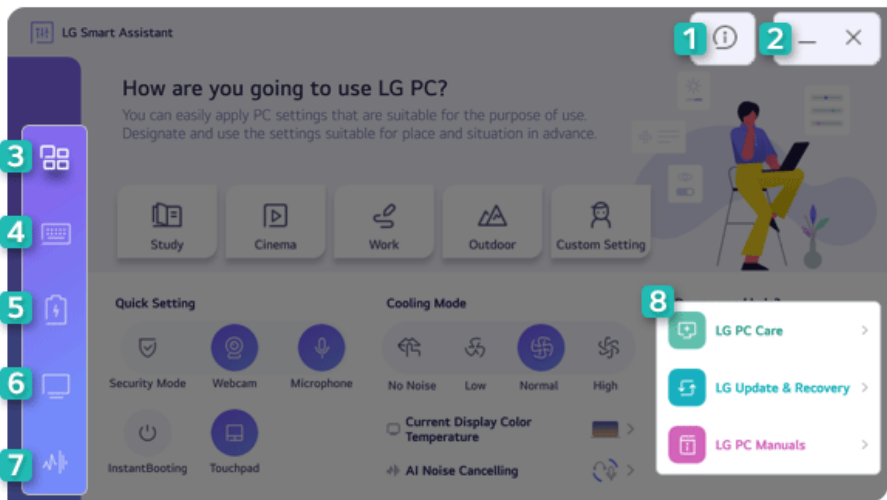 LG Smart Assistant
1
2
How are you going to use LG PC?
You can easily apply PC settings that are suitable for the purpose of use.
Designate and use the settings suitable for place and situation in advance.
3
4
5
6
7
Study
Cinema
Work
Outdoor
Custom Setting
Quick Setting
Security Mode
Webcam
Microphone
InstantBooting
Touchpad
Cooling Mode
No Noise
Low
Normal
High
Current Display Color
Temperature
AI Noise Cancelling
8
LG PC Care
LG Update & Recovery
LG PC Manuals